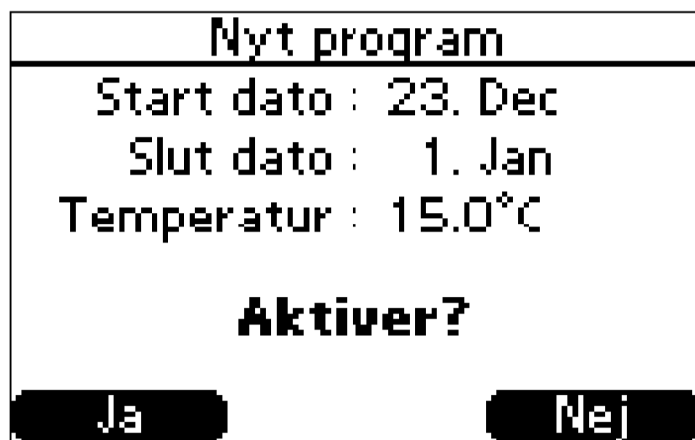 Nyt program
Start dato : 23. Dec
Slut dato : 1. Jan
Temperatur : 15.0°C
Aktiver?
Ja Nej